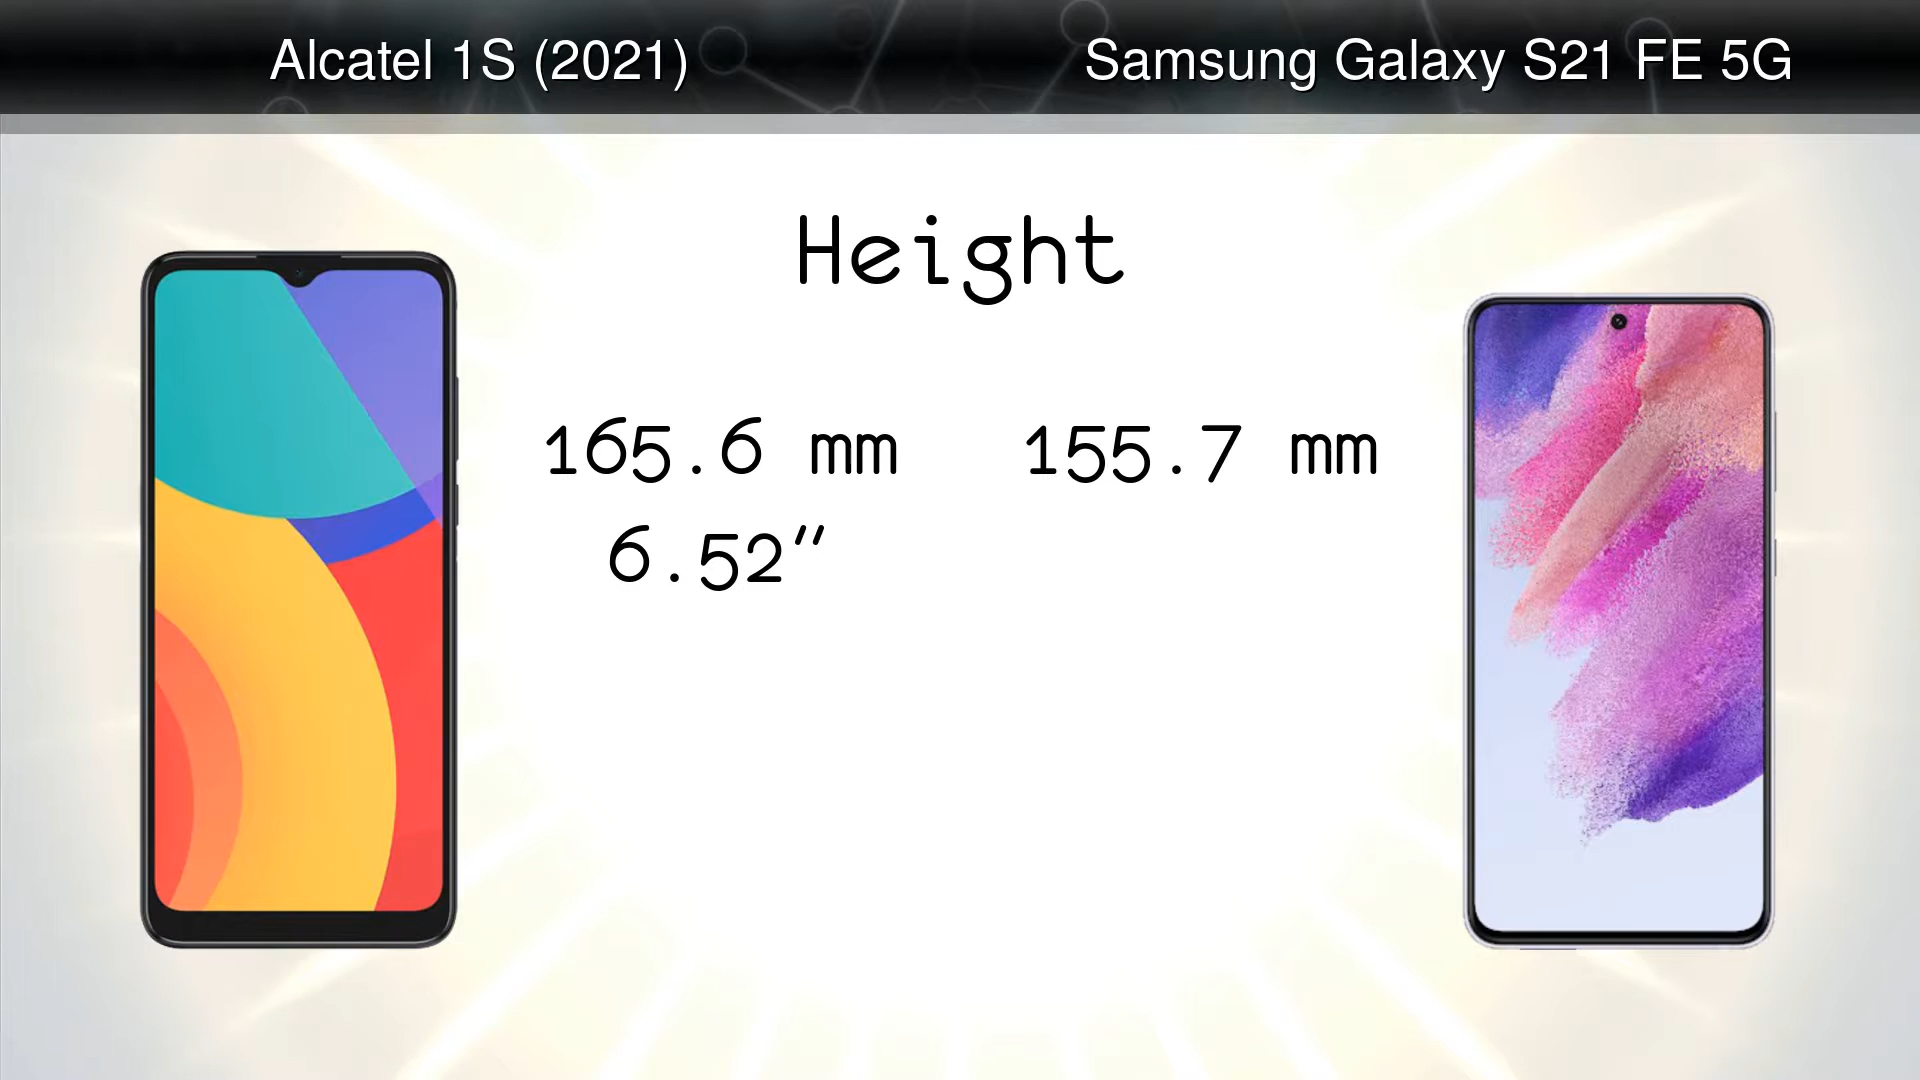 Alcatel 1S (2021)
Samsung Galaxy S21 FE 5G
Height
165.6 mm
155.7 mm
6.52"